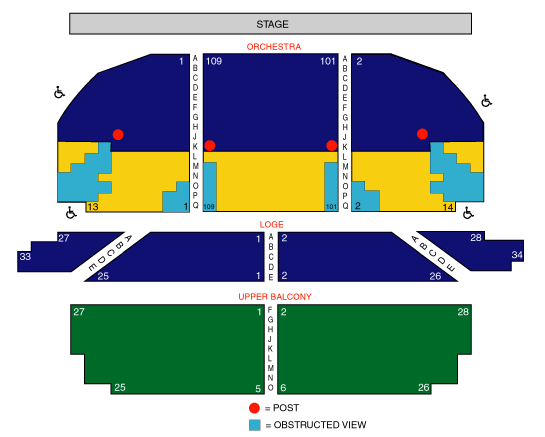 STAGE
ORCHESTRA
1 109 101 2
A A
B B
C C
D D
E E
F F
G G
H H
J J
K K
L L
M M
N N
O O
P P
Q Q
13 1 109 101 2 14
LOGE
27 1 2 28
33 34
A A A
B B B
C C C
D D D
E E E
25 1 2 26
UPPER BALCONY
27 1 2 28
F
G
H
J
K
L
M
N
O
25 5 6 26
= POST
= OBSTRUCTED VIEW